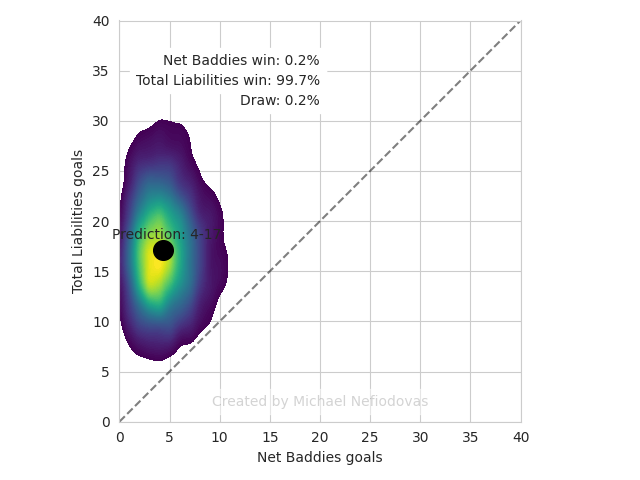 40
35
30
25
20
15
10
5
0
Total Liabilities goals
Net Baddies win: 0.2%
Total Liabilities win: 99.7%
Draw: 0.2%
Prediction:
Created by Michael Nefiodovas
0 5 10 15 20 25 30 35 40
Net Baddies goals